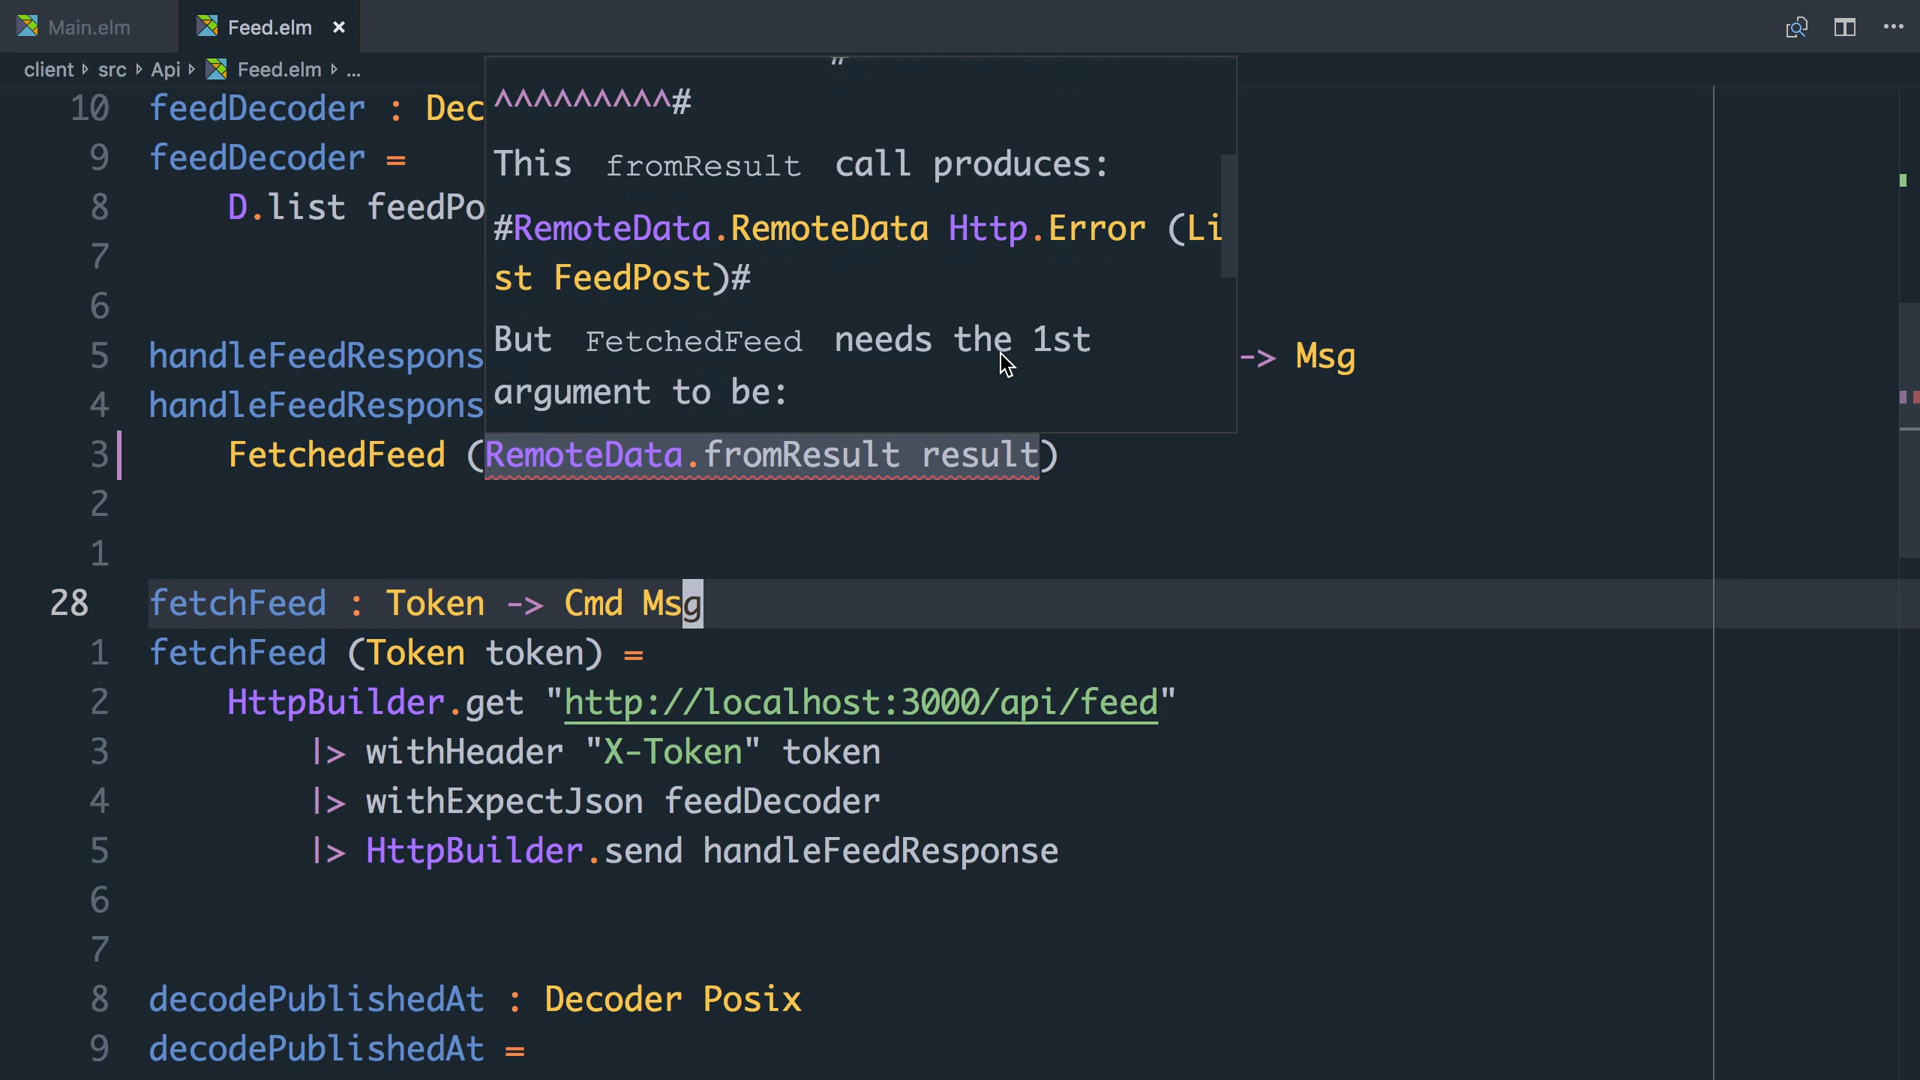 Main.elm
Feed.elm ×
client src Api Feed.elm ...
10 feedDecoder : Dec
9 feedDecoder =
8 D.list feedPo
7
6
5 handleFeedRespons -> Msg
4 handleFeedRespons
#
^^^^^^^^^#
This fromResult call produces:
#RemoteData.RemoteData Http.Error (Li
st FeedPost)#
But FetchedFeed needs the 1st
argument to be:
3 FetchedFeed (RemoteData.fromResult result)
2
1
28 fetchFeed : Token -> Cmd Msg
1 fetchFeed (Token token) =
2 HttpBuilder.get "http://localhost:3000/api/feed"
3 |> withHeader "X-Token" token
4 |> withExpectJson feedDecoder
5 |> HttpBuilder.send handleFeedResponse
6
7
8 decodePublishedAt : Decoder Posix
9 decodePublishedAt =